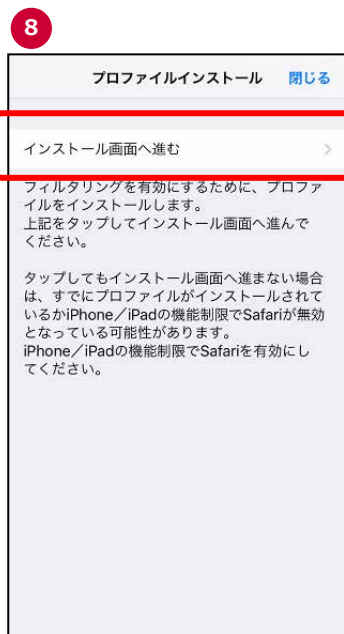 8
プロファイルインストール 閉じる
インストール画面へ進む
フィルタリングを有効にするために、プロファ
イルをインストールします。
上記をタップしてインストール画面へ進んで
ください。
タップしてもインストール画面へ進まない場合
は、すでにプロファイルがインストールされて
いるかiPhone／iPadの機能制限でSafariが無効
となっている可能性があります。
iPhone／iPadの機能制限でSafariを有効にし
てください。